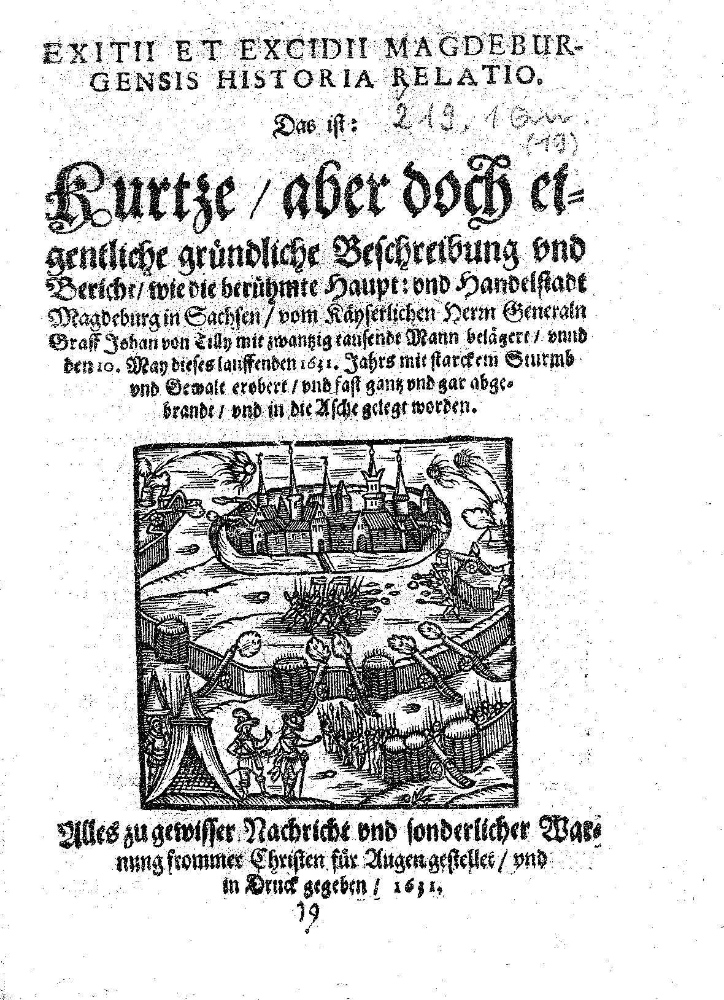 EXITII ET EXCIDII MAGDEBUR-
GENSIS HISTORIA RELATIO.
Das ist:
219, 1
(19)
Kurtze / aber doch ei-
gentliche gründliche Beschreibung vnd
Bericht / wie die berühmte Haupt: vnd Handelstadt
Magdeburg in Sachsen / vom Käyserlichen Herrn Generaln
Graff Johan von Tilly mit zwantzig tausendt Mann belägert / vnnd
den 10. May dieses lauffenden 1631. Jahrs mit starckem Sturmb
vnd Gewalt erobert / vnd fast gantz vnd gar abge-
brandt / vnd in die Asche gelegt worden.
Alles zu gewisser Nachricht vnd sonderlicher War-
nung frommer Christen für Augen gestellet / vnd
in Druck gegeben / 1631.
19